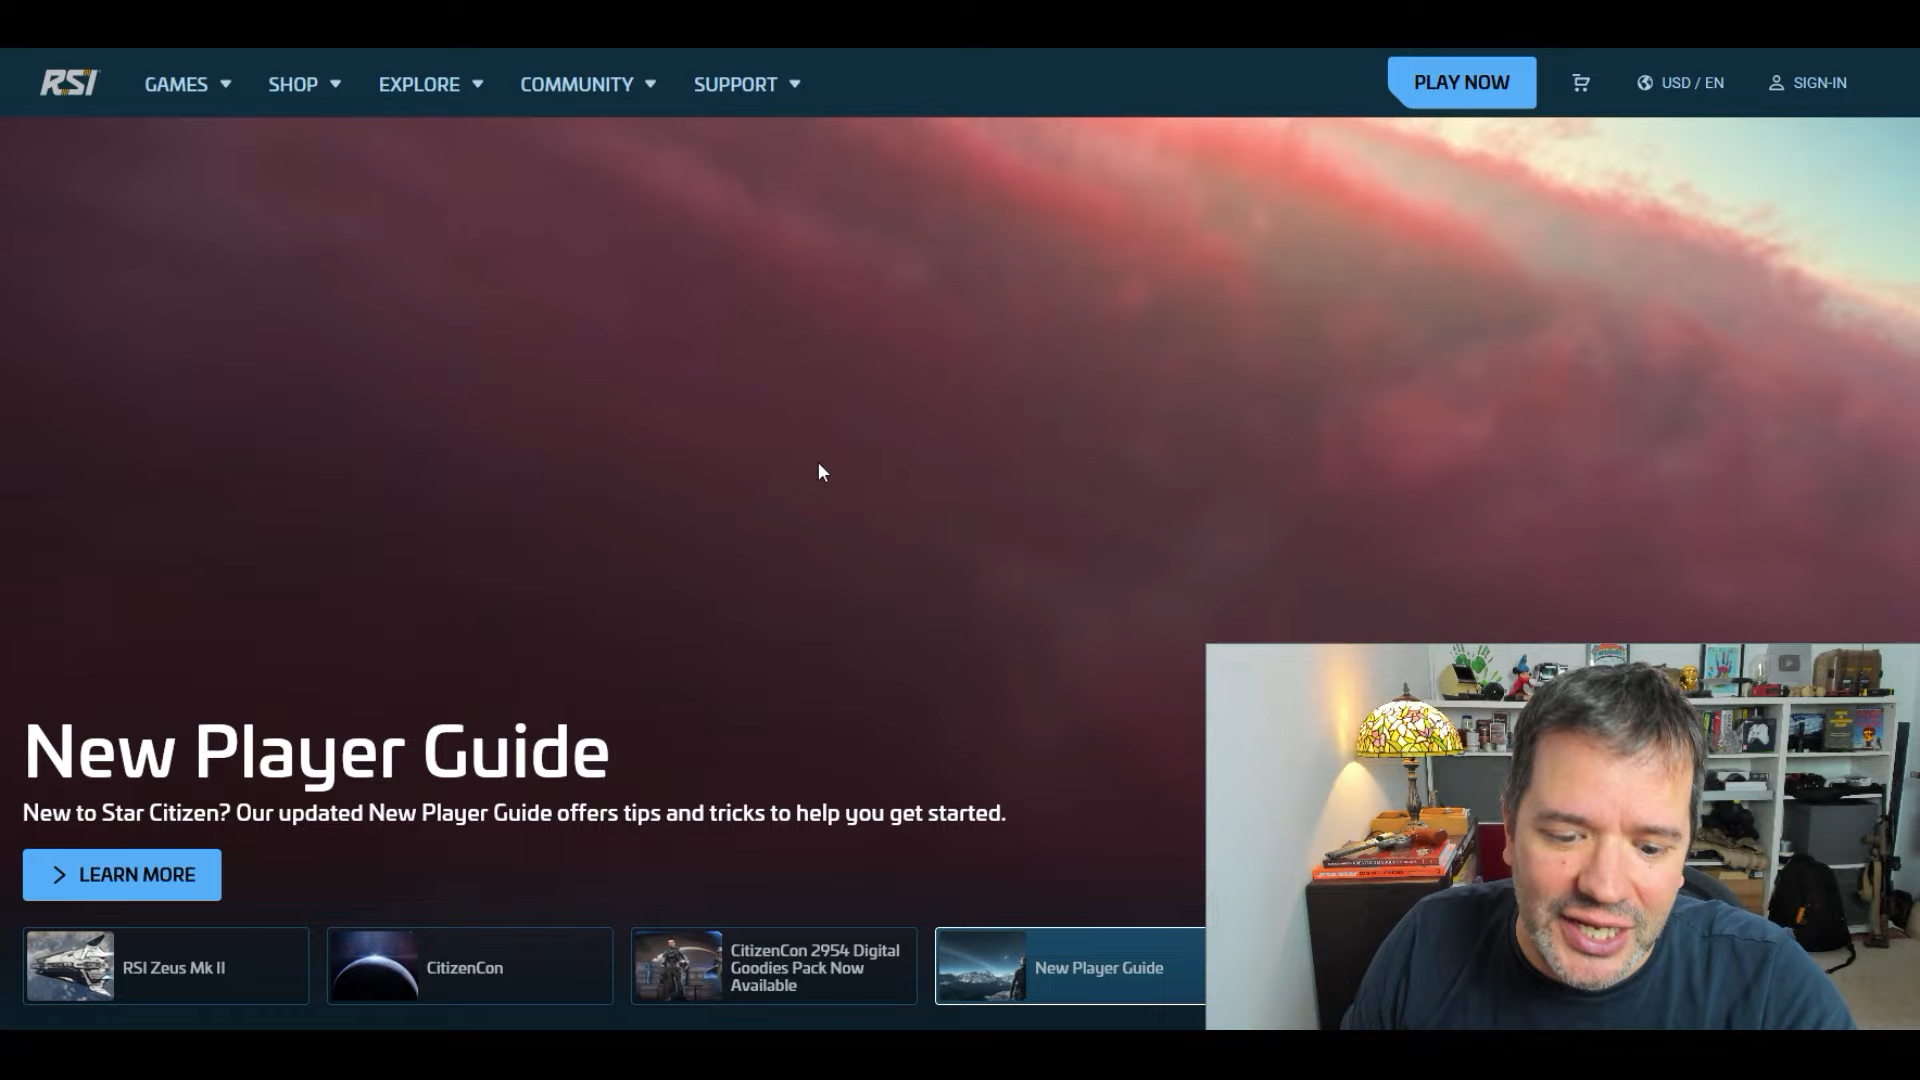 RSI
GAMES
SHOP
EXPLORE
COMMUNITY
SUPPORT
PLAY NOW
USD / EN
SIGN-IN
New Player Guide
New to Star Citizen? Our updated New Player Guide offers tips and tricks to help you get started.
LEARN MORE
RSI Zeus Mk II
CitizenCon
CitizenCon 2954 Digital
Goodies Pack Now
Available
New Player Guide
STAR WARS